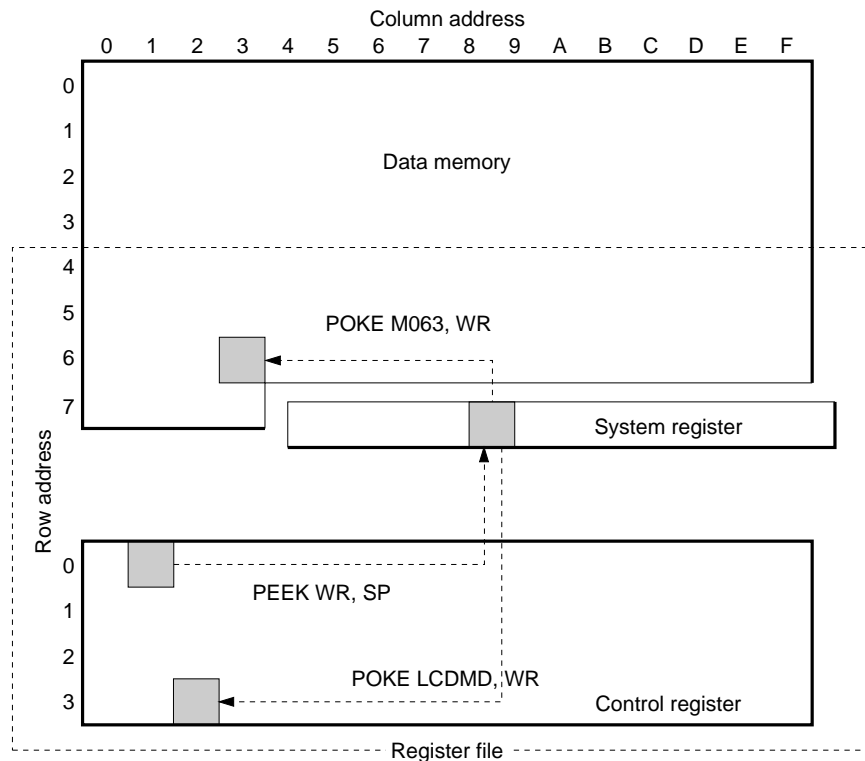 Column address
0 1 2 3 4 5 6 7 8 9 A B C D E F
0
1
Data memory
2
3
4
5
POKE M063, WR
6
7
System register
Row address
0
PEEK WR, SP
1
2
POKE LCDMD, WR
3
Control register
Register file